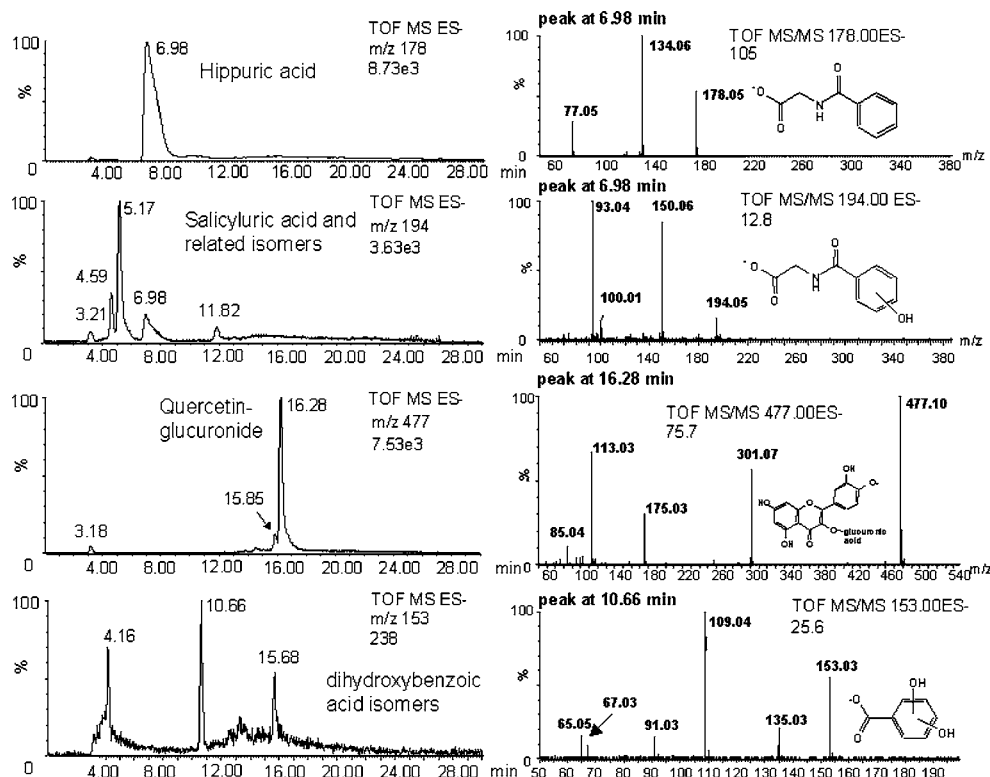 TOF MS ES-
m/z 178
8.73e3
100
6.98
Hippuric acid
%
0
4.00 8.00 12.00 16.00 20.00 24.00 28.00 min
peak at 6.98 min
TOF MS/MS 178.00ES-
105
100
134.06
178.05
77.05
%
0
-O O O N H
60 100 140 180 220 260 300 340 380 m/z
TOF MS ES-
m/z 194
3.63e3
100
5.17
Salicyluric acid and
related isomers
4.59
3.21
6.98
11.82
%
0
4.00 8.00 12.00 16.00 20.00 24.00 28.00 min
peak at 6.98 min
TOF MS/MS 194.00 ES-
12.8
100
93.04
150.06
100.01
194.05
%
0
-O O O N H OH
60 100 140 180 220 260 300 340 380 m/z
TOF MS ES-
m/z 477
7.53e3
100
Quercetin-
glucuronide
16.28
15.85
3.18
%
0
4.00 8.00 12.00 16.00 20.00 24.00 28.00 min
peak at 16.28 min
TOF MS/MS 477.00ES-
75.7
100
477.10
113.03
301.07
175.03
85.04
%
0
OH O- HO O O OH O
glucuronic
acid
60 100 140 180 220 260 300 340 380 420 460 500 540 m/z
TOF MS ES-
m/z 153
238
100
10.66
4.16
15.68
dihydroxybenzoic
acid isomers
%
0
4.00 8.00 12.00 16.00 20.00 24.00 28.00 min
peak at 10.66 min
TOF MS/MS 153.00ES-
25.6
100
109.04
153.03
67.03
65.05
91.03
135.03
%
0
-O O OH OH
50 60 70 80 90 100 110 120 130 140 150 160 170 180 190 m/z